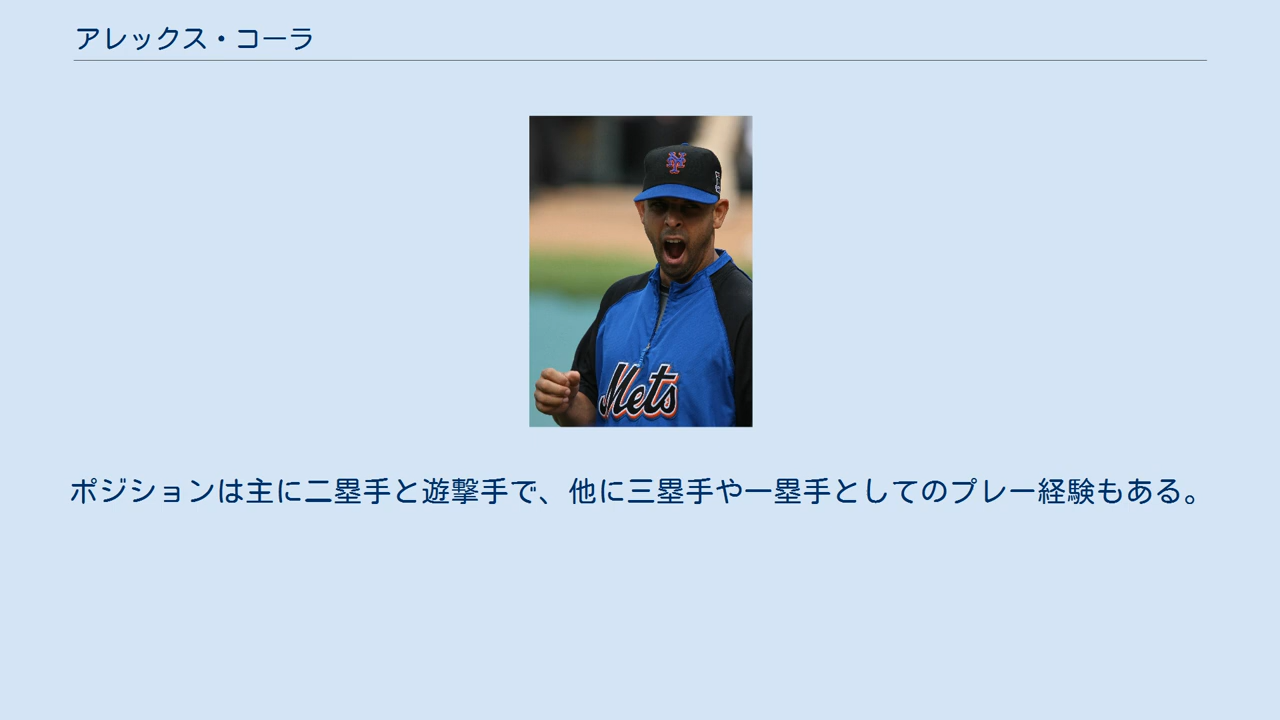 アレックス・コーラ
NY
Mets
ポジションは主に二塁手と遊撃手で、他に三塁手や一塁手としてのプレー経験もある。